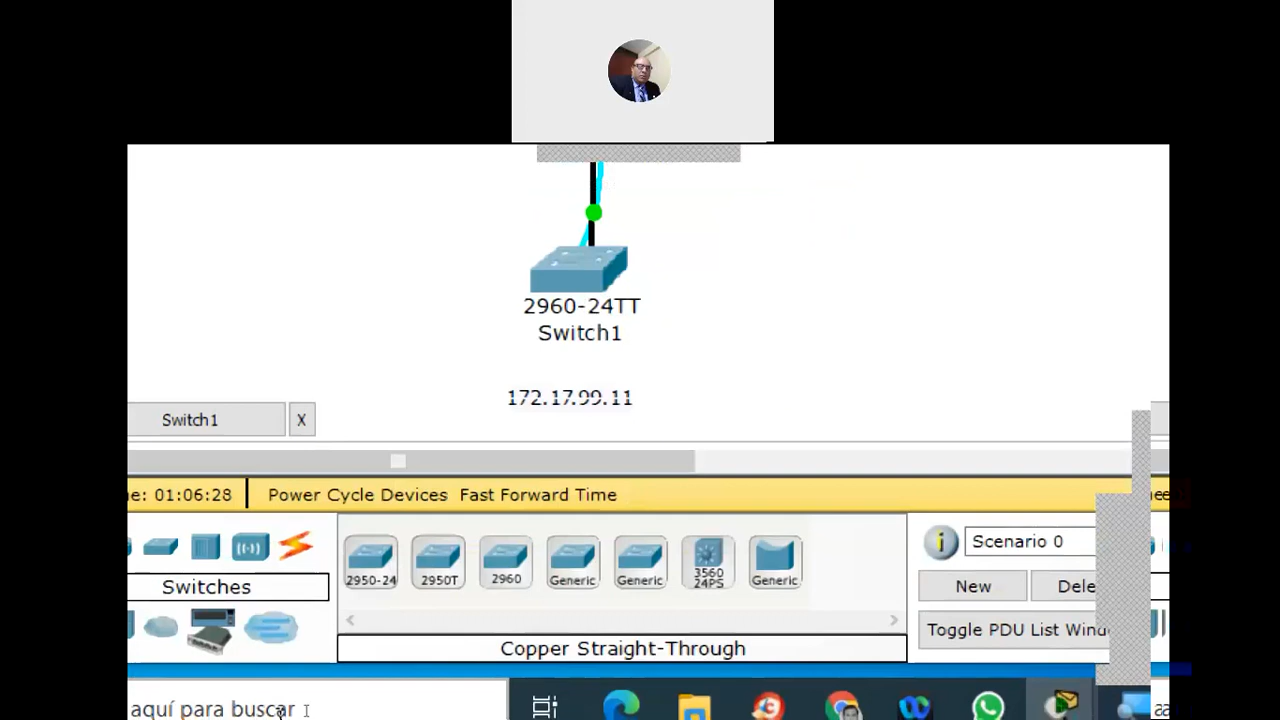 2960-24TT
Switch1
172.17.99.11
Switch1 X
e: 01:06:28 Power Cycle Devices Fast Forward Time
Scenario 0
2950-24 2950T 2960 Generic Generic 3560 24PS Generic
Switches
New Dele
Toggle PDU List Wind
Copper Straight-Through
aquí para buscar